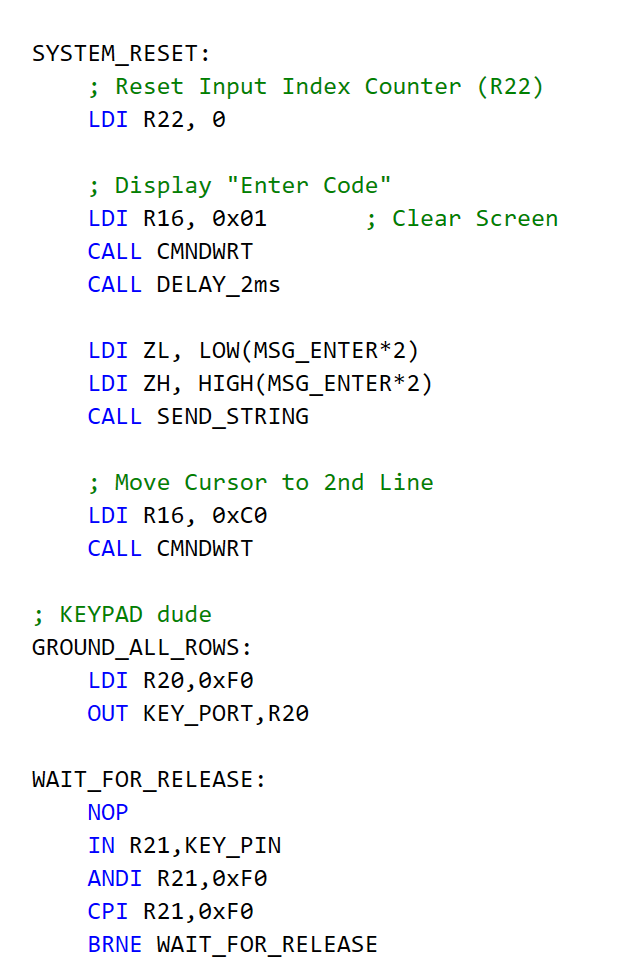 SYSTEM_RESET:
; Reset Input Index Counter (R22)
LDI R22, 0
; Display "Enter Code"
LDI R16, 0x01 ; Clear Screen
CALL CMNDWRT
CALL DELAY_2ms
LDI ZL, LOW(MSG_ENTER*2)
LDI ZH, HIGH(MSG_ENTER*2)
CALL SEND_STRING
; Move Cursor to 2nd Line
LDI R16, 0xC0
CALL CMNDWRT
; KEYPAD dude
GROUND_ALL_ROWS:
LDI R20,0xF0
OUT KEY_PORT,R20
WAIT_FOR_RELEASE:
NOP
IN R21,KEY_PIN
ANDI R21,0xF0
CPI R21,0xF0
BRNE WAIT_FOR_RELEASE